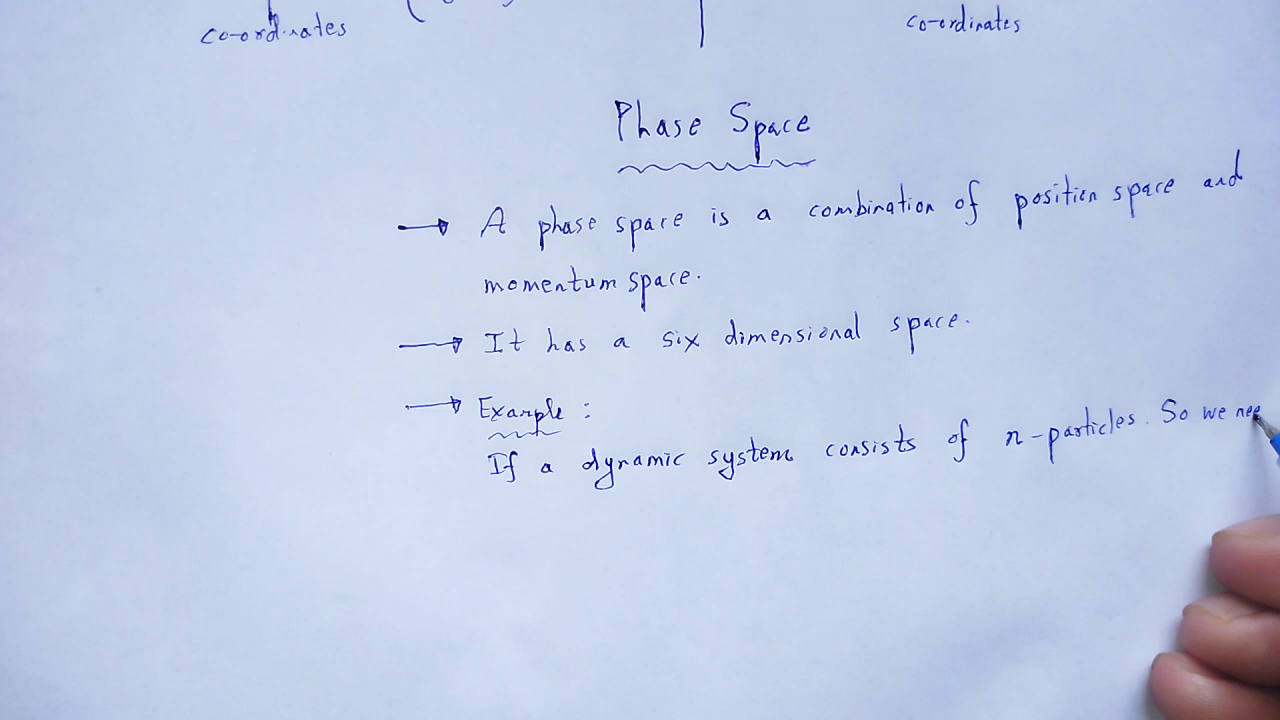 co-ordinates co-ordinates
Phase Space
→ A phase space is a combination of position space and
momentum space.
→ It has a six dimensional space.
→ Example :
If a dynamic system consists of n-particles. So we nee